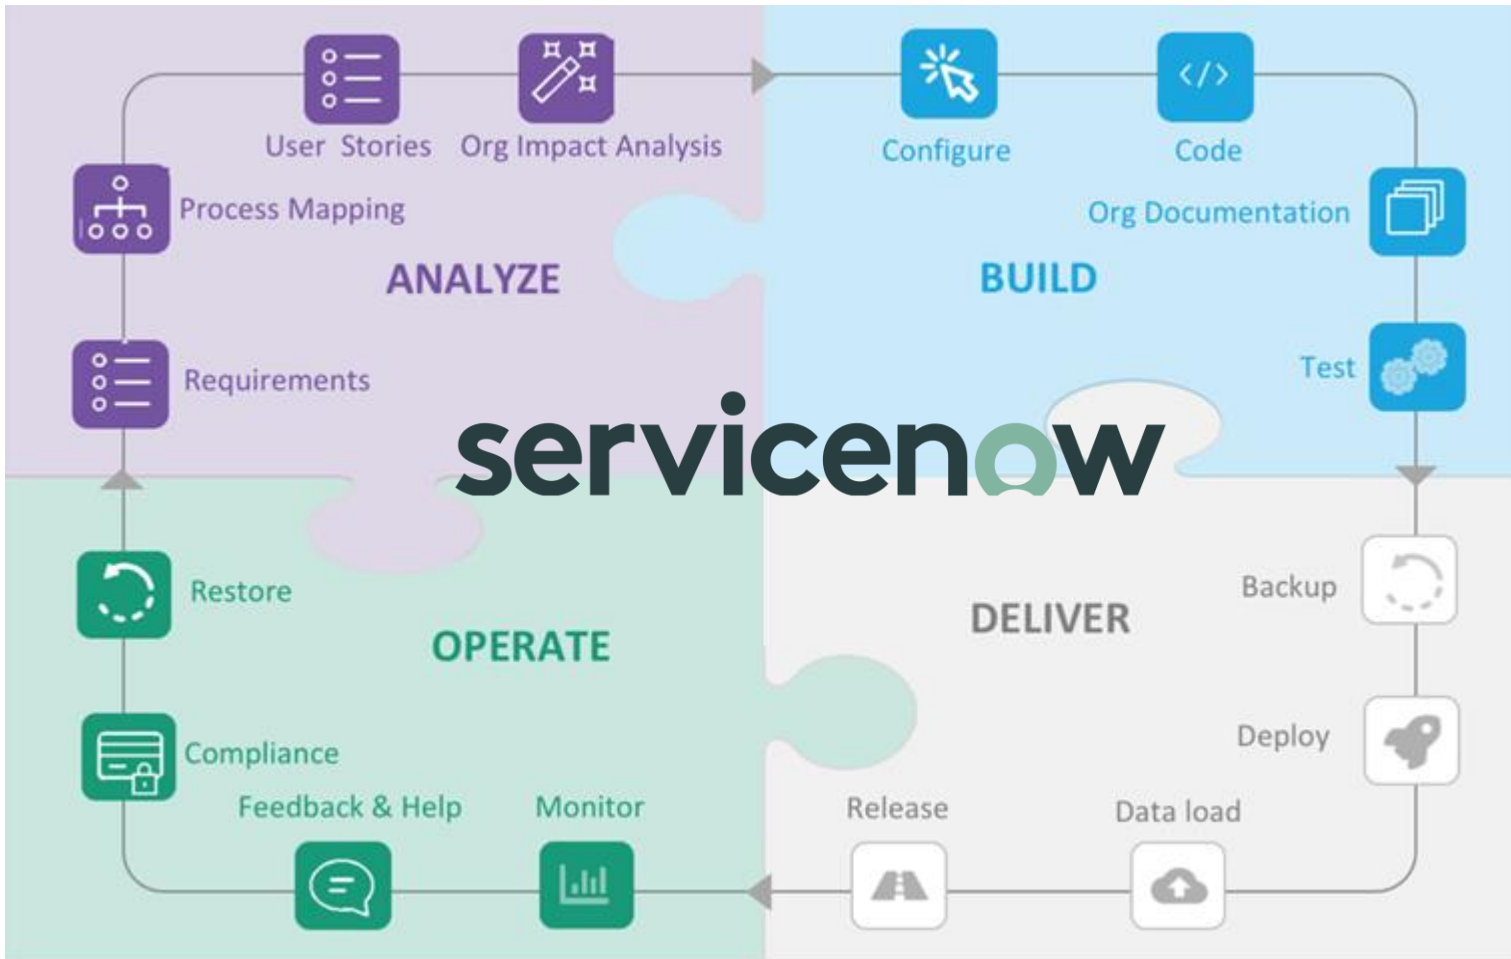 User Stories
Org Impact Analysis
Process Mapping
ANALYZE
Requirements
Configure
</>
Code
Org Documentation
BUILD
Test
servicenow
Backup
DELIVER
Deploy
Data load
Release
Monitor
Feedback & Help
Compliance
OPERATE
Restore